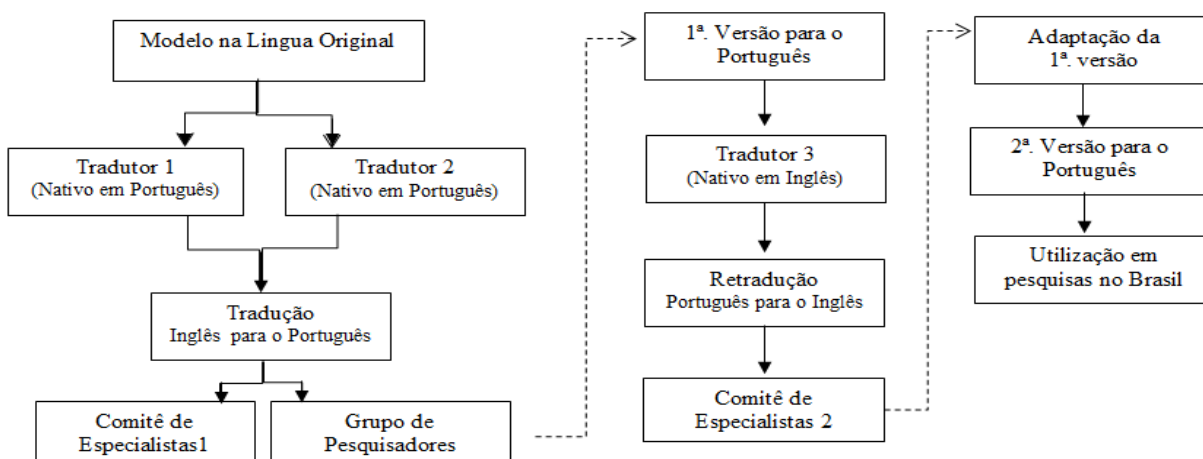 Modelo na Lingua Original
Tradutor 1
(Nativo em Português)
Tradutor 2
(Nativo em Português)
Tradução
Inglês para o Português
Comitê de
Especialistas1
Grupo de
Pesquisadores
1ª. Versão para o
Português
Tradutor 3
(Nativo em Inglês)
Retradução
Português para o Inglês
Comitê de
Especialistas 2
Adaptação da
1ª. versão
2ª. Versão para o
Português
Utilização em
pesquisas no Brasil